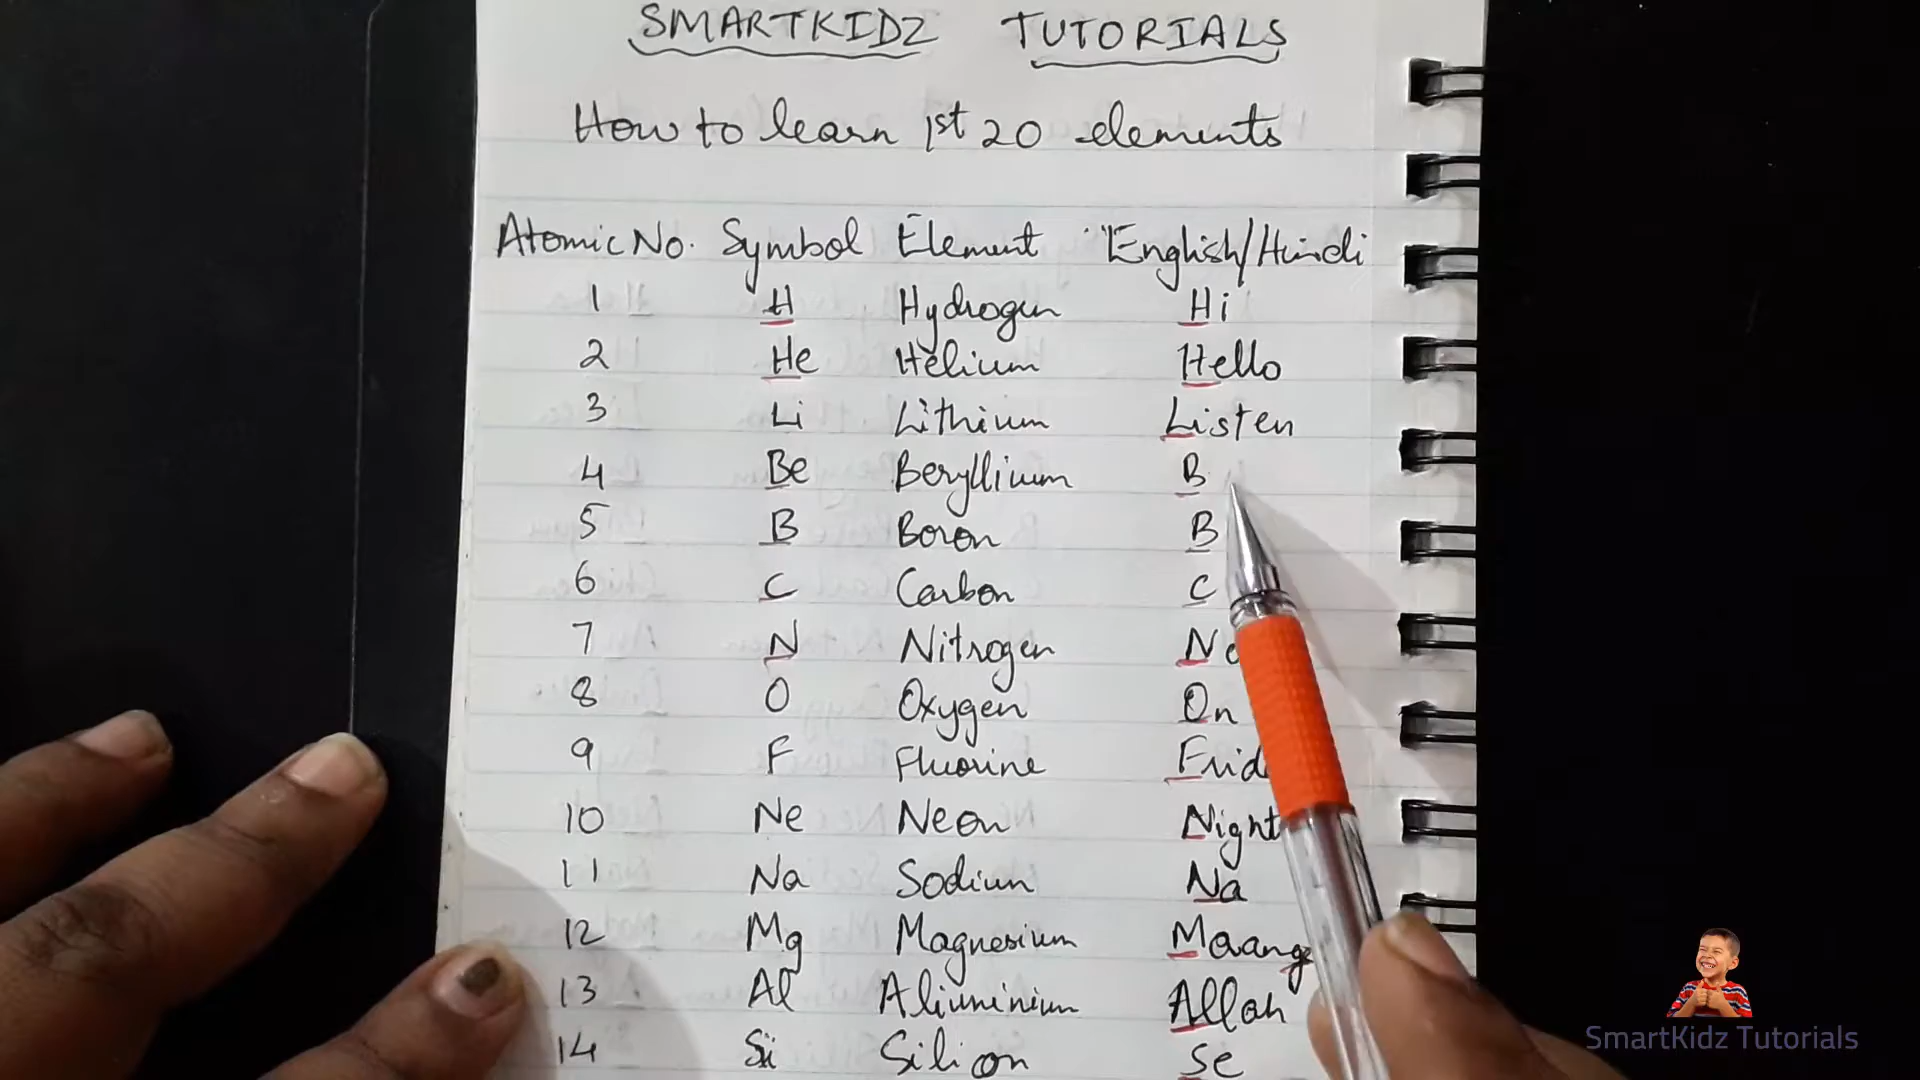 SMARTKIDZ TUTORIALS
How to learn 1st 20 elements
Atomic No. Symbol Element English/Hindi
1 H Hydrogen Hi
2 He Helium Hello
3 Li Lithium Listen
4 Be Beryllium B
5 B Boron B
6 C Carbon C
7 N Nitrogen
8 O Oxygen On
9 F Fluorine
10 Ne Neon Night
11 Na Sodium Na
12 Mg Magnesium Maange
13 Al Aluminium Allah
14 Si Silion Se
SmartKidz Tutorials